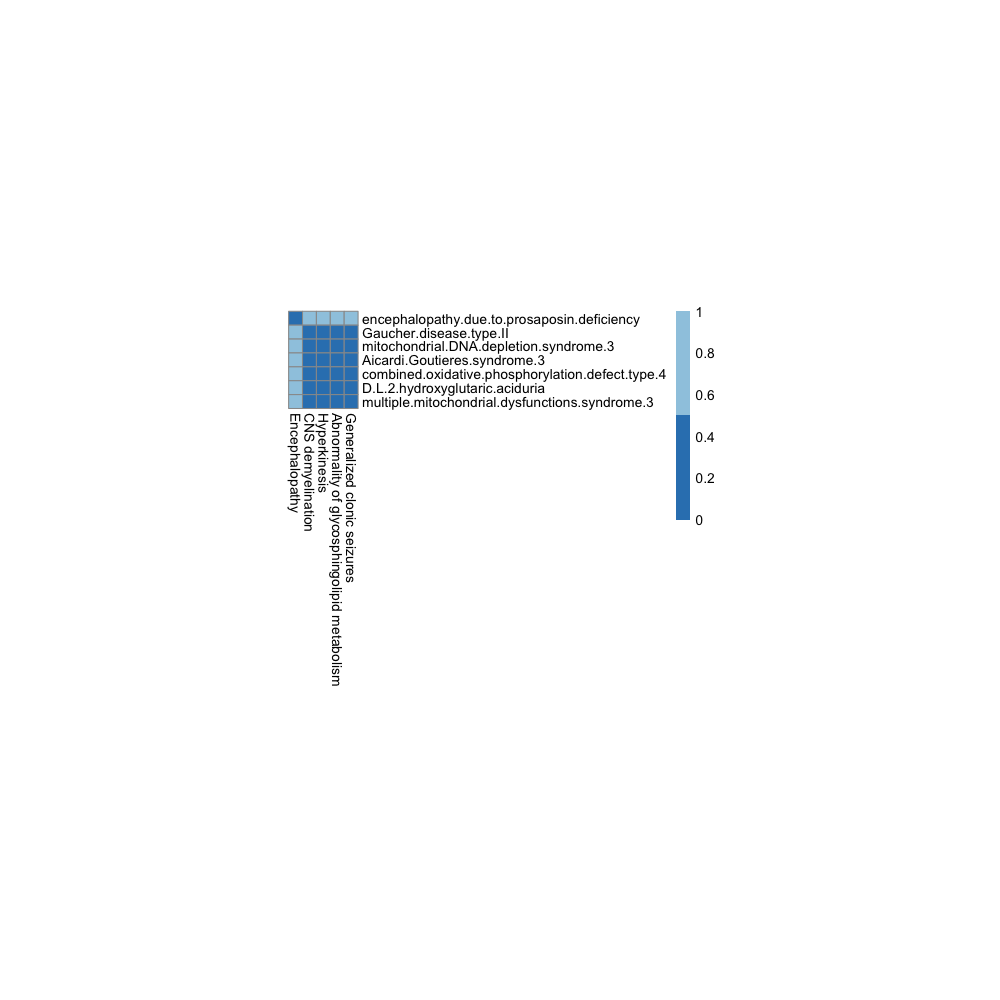 encephalopathy.due.to.prosaposin.deficiency
Gaucher.disease.type.II
mitochondrial.DNA.depletion.syndrome.3
Aicardi.Goutieres.syndrome.3
combined.oxidative.phosphorylation.defect.type.4
D.L.2.hydroxyglutaric.aciduria
multiple.mitochondrial.dysfunctions.syndrome.3
Encephalopathy
CNS demyelination
Hyperkinesis
Abnormality of glycosphingolipid metabolism
Generalized clonic seizures
1
0.8
0.6
0.4
0.2
0